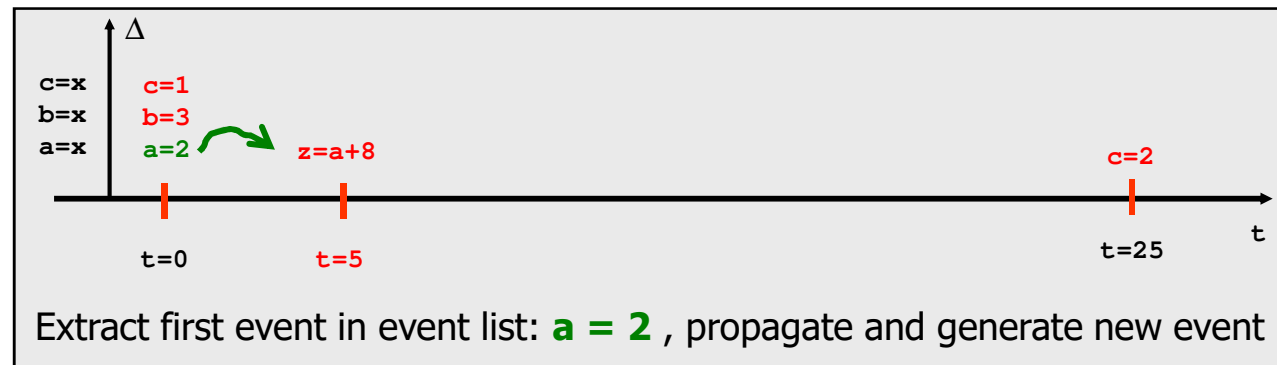 Δ
c=x c=1
b=x b=3
a=x a=2 z=a+8 c=2
t
t=0 t=5 t=25
Extract first event in event list: a = 2 , propagate and generate new event